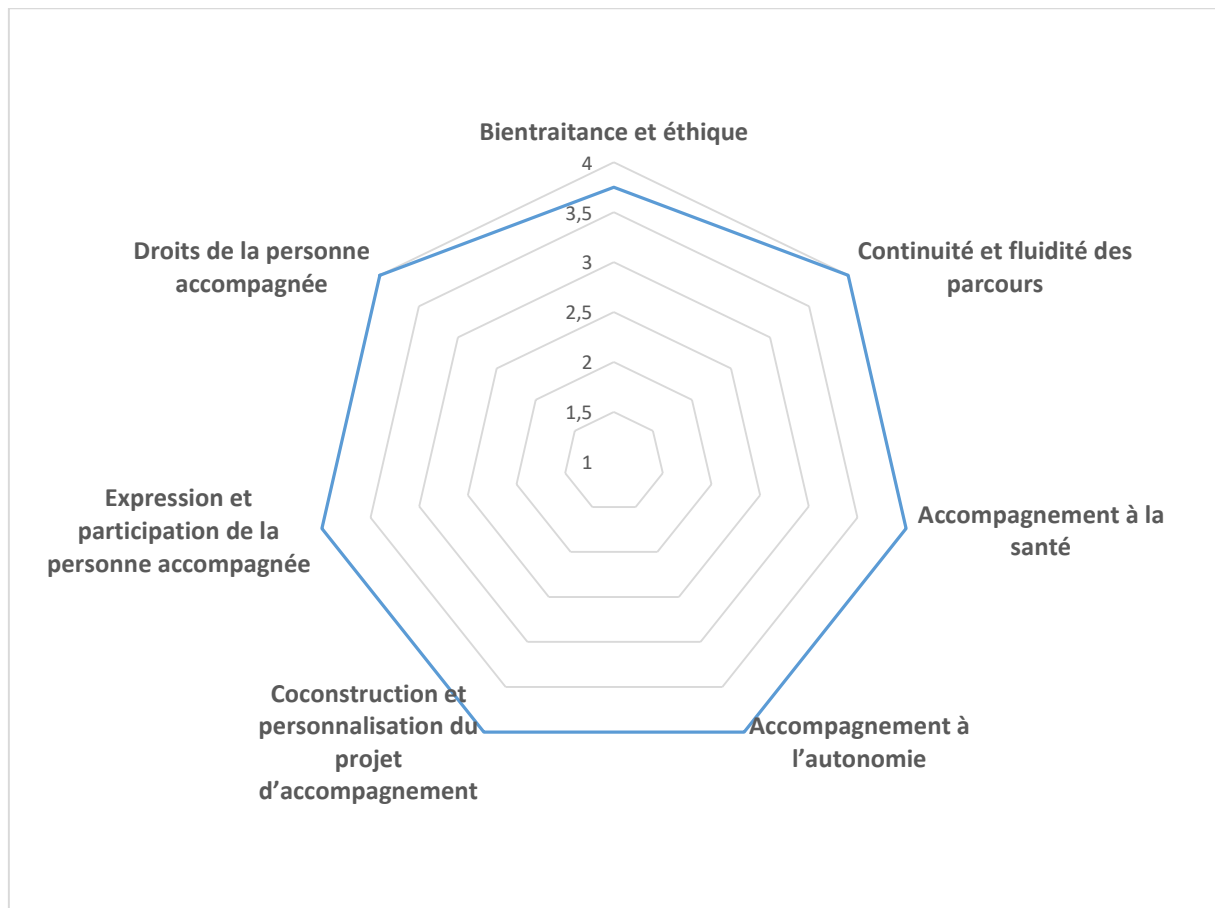 Bientraitance et éthique
4
3,5
3
2,5
2
1,5
1
Continuité et fluidité des
parcours
Accompagnement à la
santé
Accompagnement à
l’autonomie
Coconstruction et
personnalisation du
projet
d’accompagnement
Expression et
participation de la
personne accompagnée
Droits de la personne
accompagnée